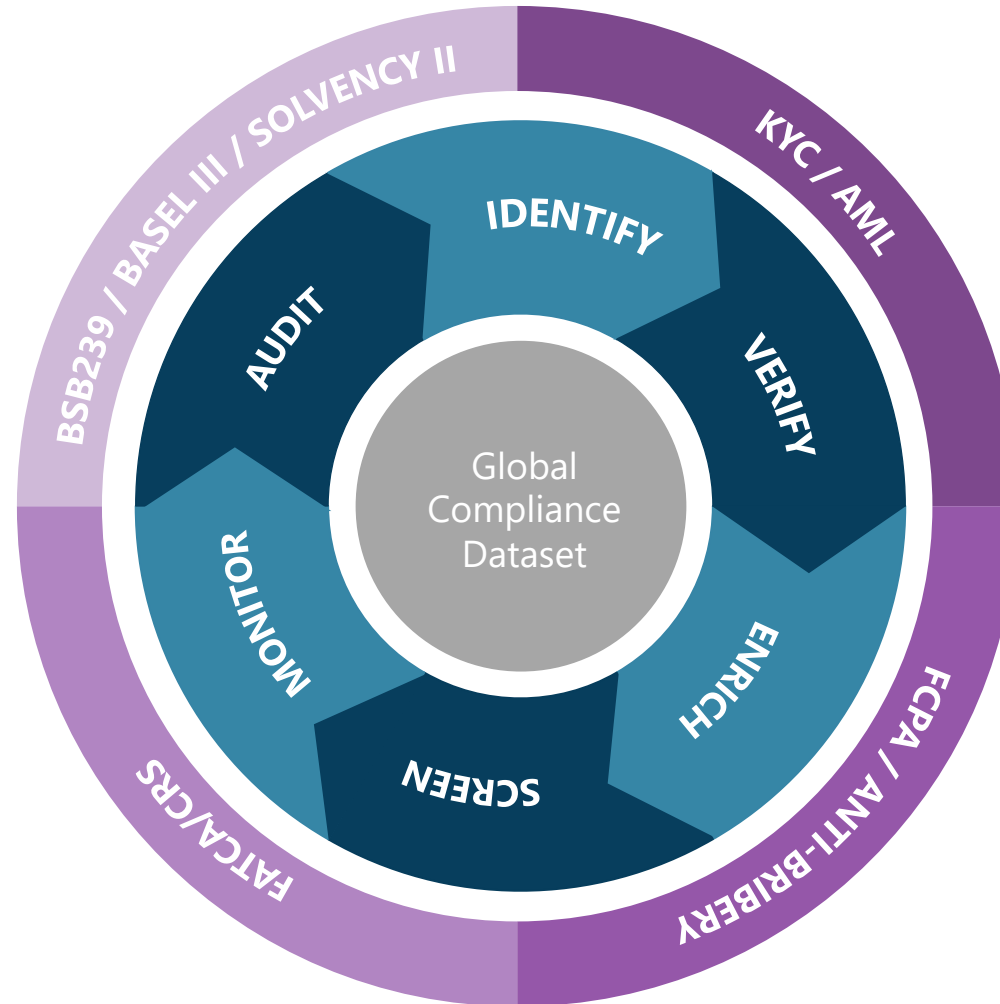 BSB239 / BASEL III / SOLVENCY II
KYC / AML
FCPA / ANTI-BRIBERY
FATCA/CRS
IDENTIFY
VERIFY
ENRICH
SCREEN
MONITOR
AUDIT
Global
Compliance
Dataset